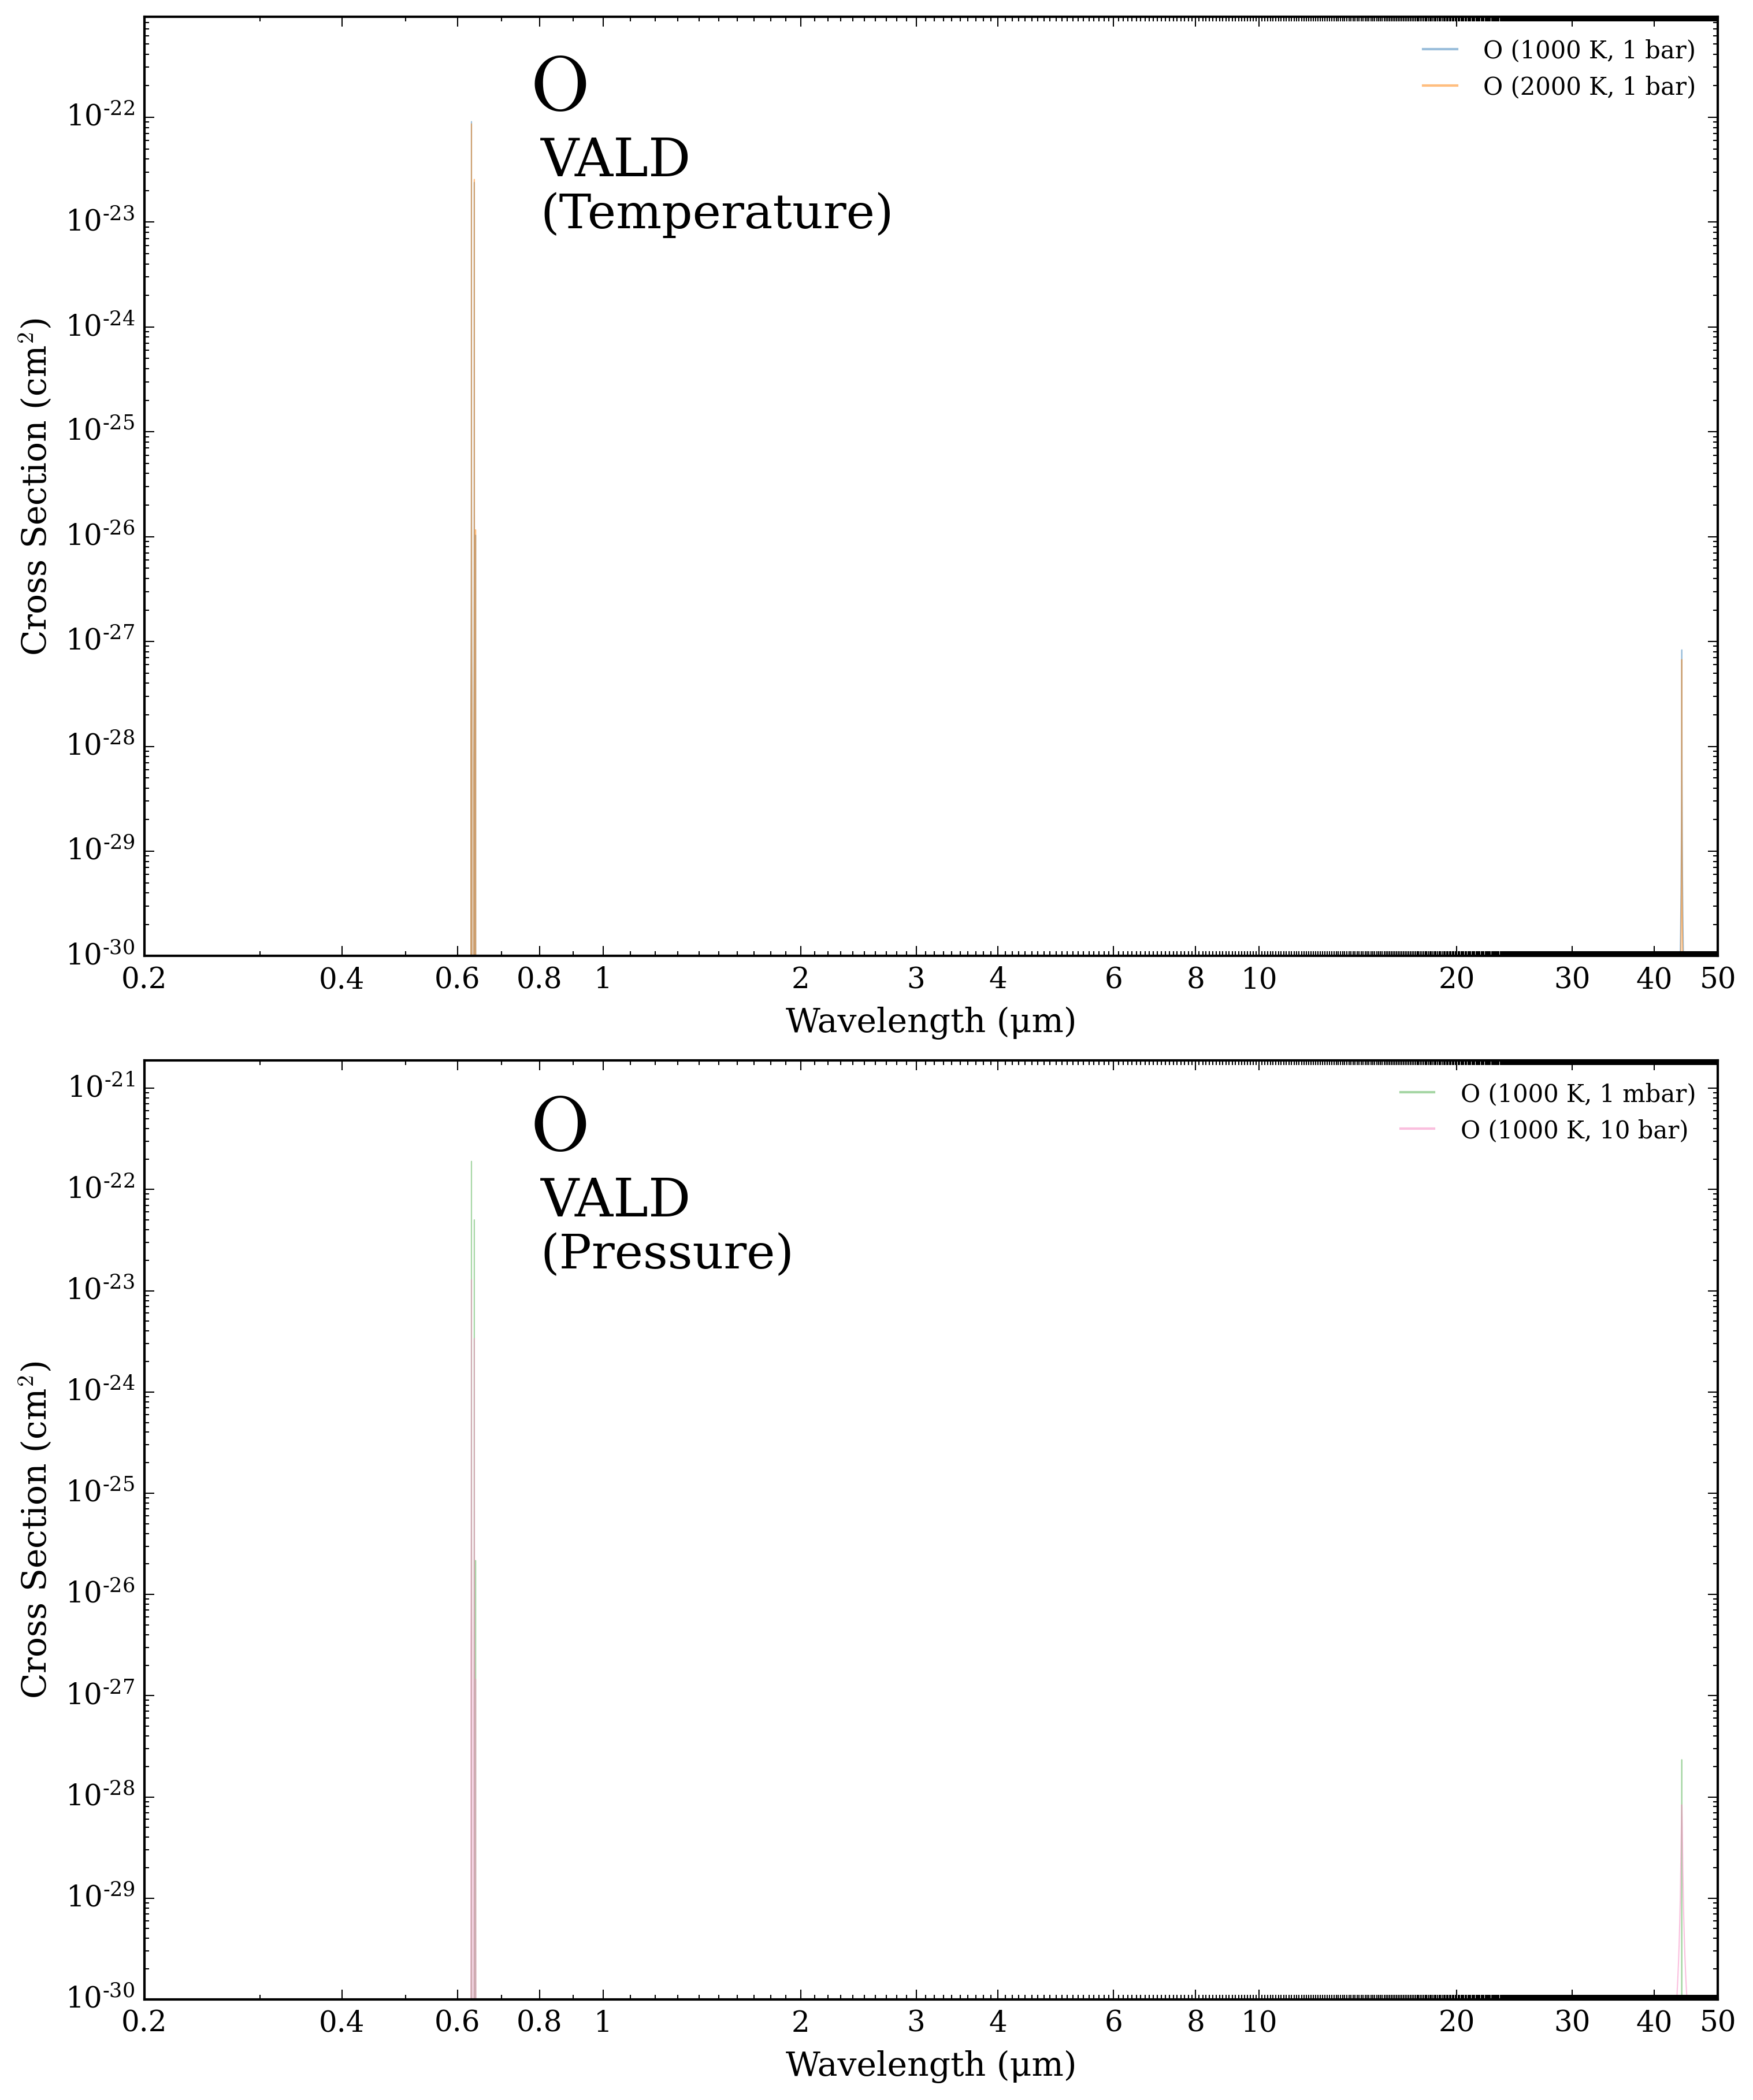 O
VALD
(Temperature)
O (1000 K, 1 bar)
O (2000 K, 1 bar)
Cross Section (cm²)
10⁻²²
10⁻²³
10⁻²⁴
10⁻²⁵
10⁻²⁶
10⁻²⁷
10⁻²⁸
10⁻²⁹
10⁻³⁰
0.2 0.4 0.6 0.8 1 2 3 4 6 8 10 20 30 40 50
Wavelength (μm)
O
VALD
(Pressure)
O (1000 K, 1 mbar)
O (1000 K, 10 bar)
Cross Section (cm²)
10⁻²¹
10⁻²²
10⁻²³
10⁻²⁴
10⁻²⁵
10⁻²⁶
10⁻²⁷
10⁻²⁸
10⁻²⁹
10⁻³⁰
0.2 0.4 0.6 0.8 1 2 3 4 6 8 10 20 30 40 50
Wavelength (μm)